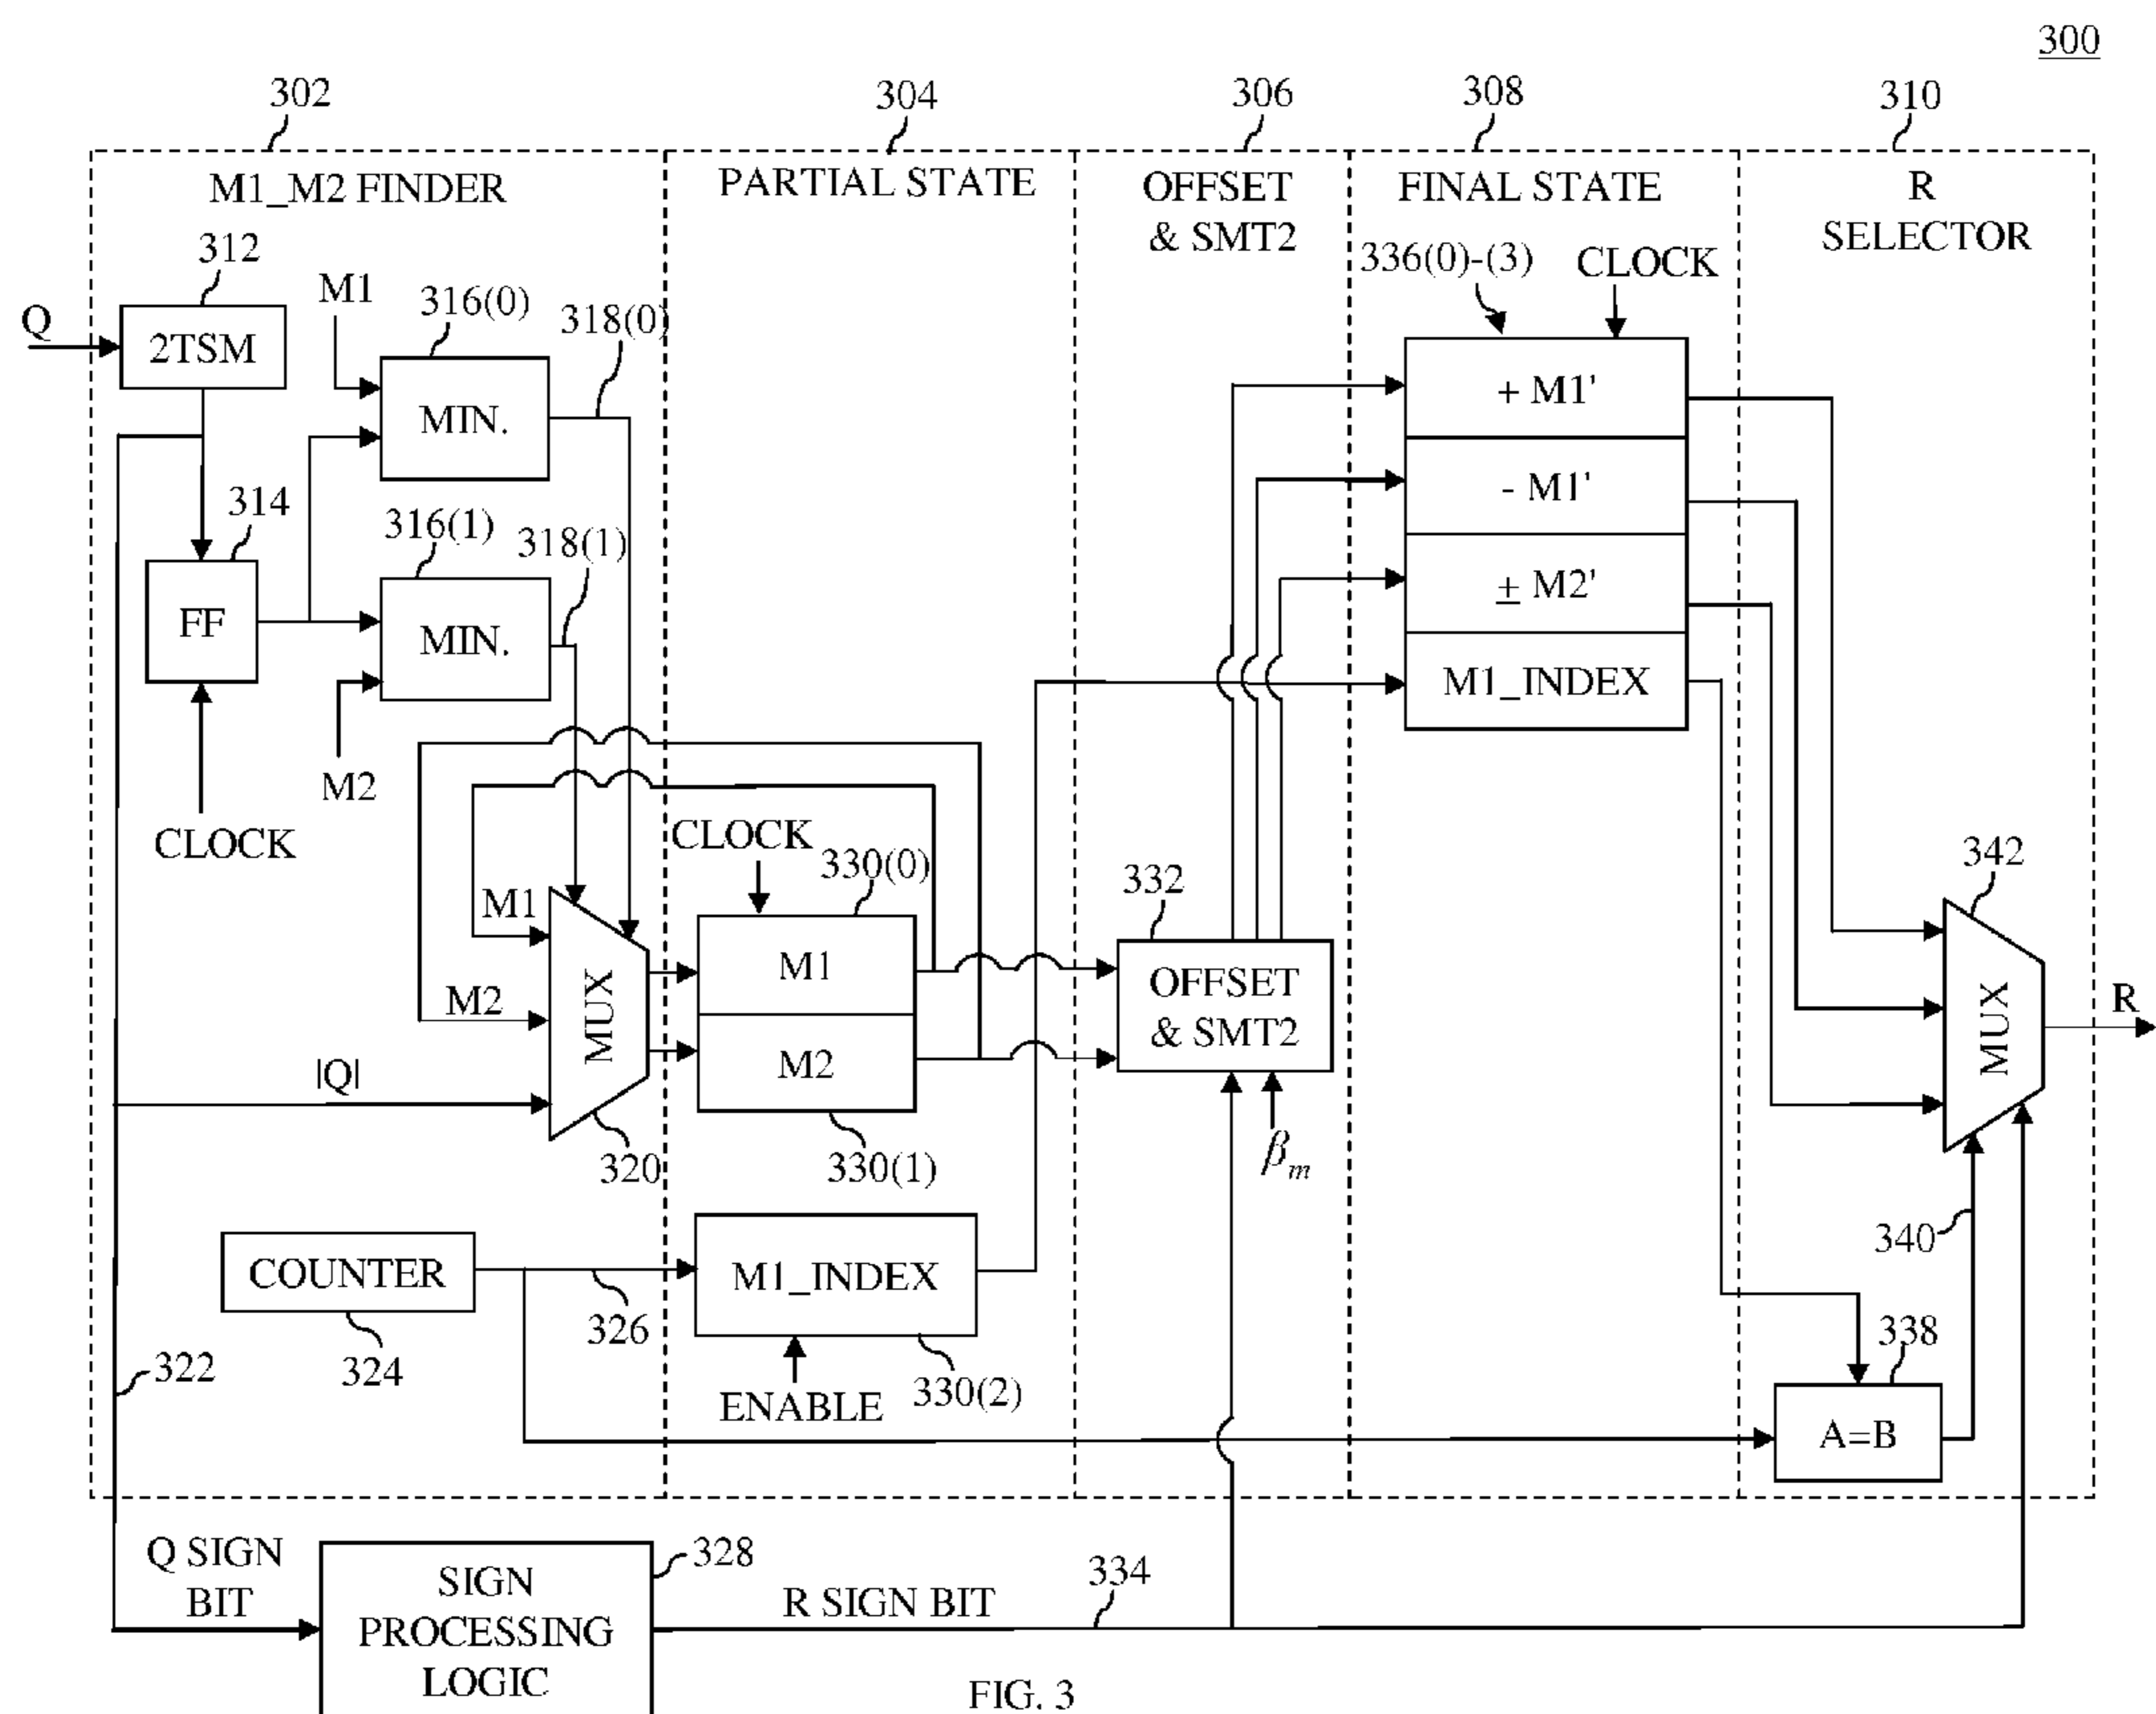 300
302
304
306
308
310
M1_M2 FINDER
PARTIAL STATE
OFFSET
& SMT2
FINAL STATE
R
SELECTOR
312
M1
316(0)
318(0)
336(0)-(3)
CLOCK
Q
2TSM
MIN.
+ M1'
- M1'
± M2'
M1_INDEX
314
316(1)
318(1)
FF
MIN.
M2
CLOCK
CLOCK
330(0)
332
342
M1
M2
|Q|
MUX
320
M1
M2
330(1)
OFFSET
& SMT2
βm
MUX
R
340
COUNTER
324
326
M1_INDEX
ENABLE
330(2)
322
338
A=B
Q SIGN
BIT
SIGN
PROCESSING
LOGIC
328
R SIGN BIT
334
FIG. 3